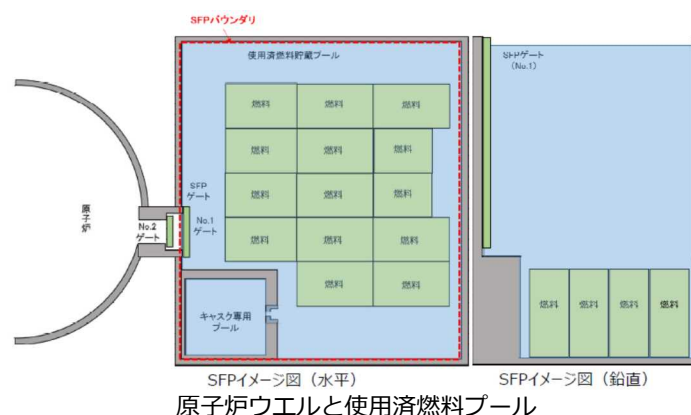 SFPバウンダリ
使用済燃料貯蔵プール
燃料 燃料 燃料
燃料 燃料 燃料
燃料 燃料 燃料
燃料 燃料 燃料
燃料 燃料
原子炉
No.2
ゲート
SFP
ゲート
No.1
ゲート
キャスク専用
プール
SFPイメージ図（水平）
SFPゲート
（No.1）
燃料 燃料 燃料 燃料
SFPイメージ図（鉛直）
原子炉ウエルと使用済燃料プール